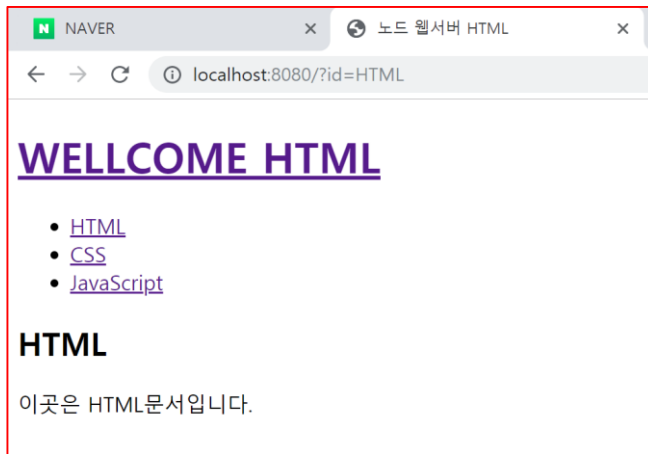 N NAVER
노드 웹서버 HTML
localhost:8080/?id=HTML
WELLCOME HTML
HTML
CSS
JavaScript
HTML
이곳은 HTML문서입니다.